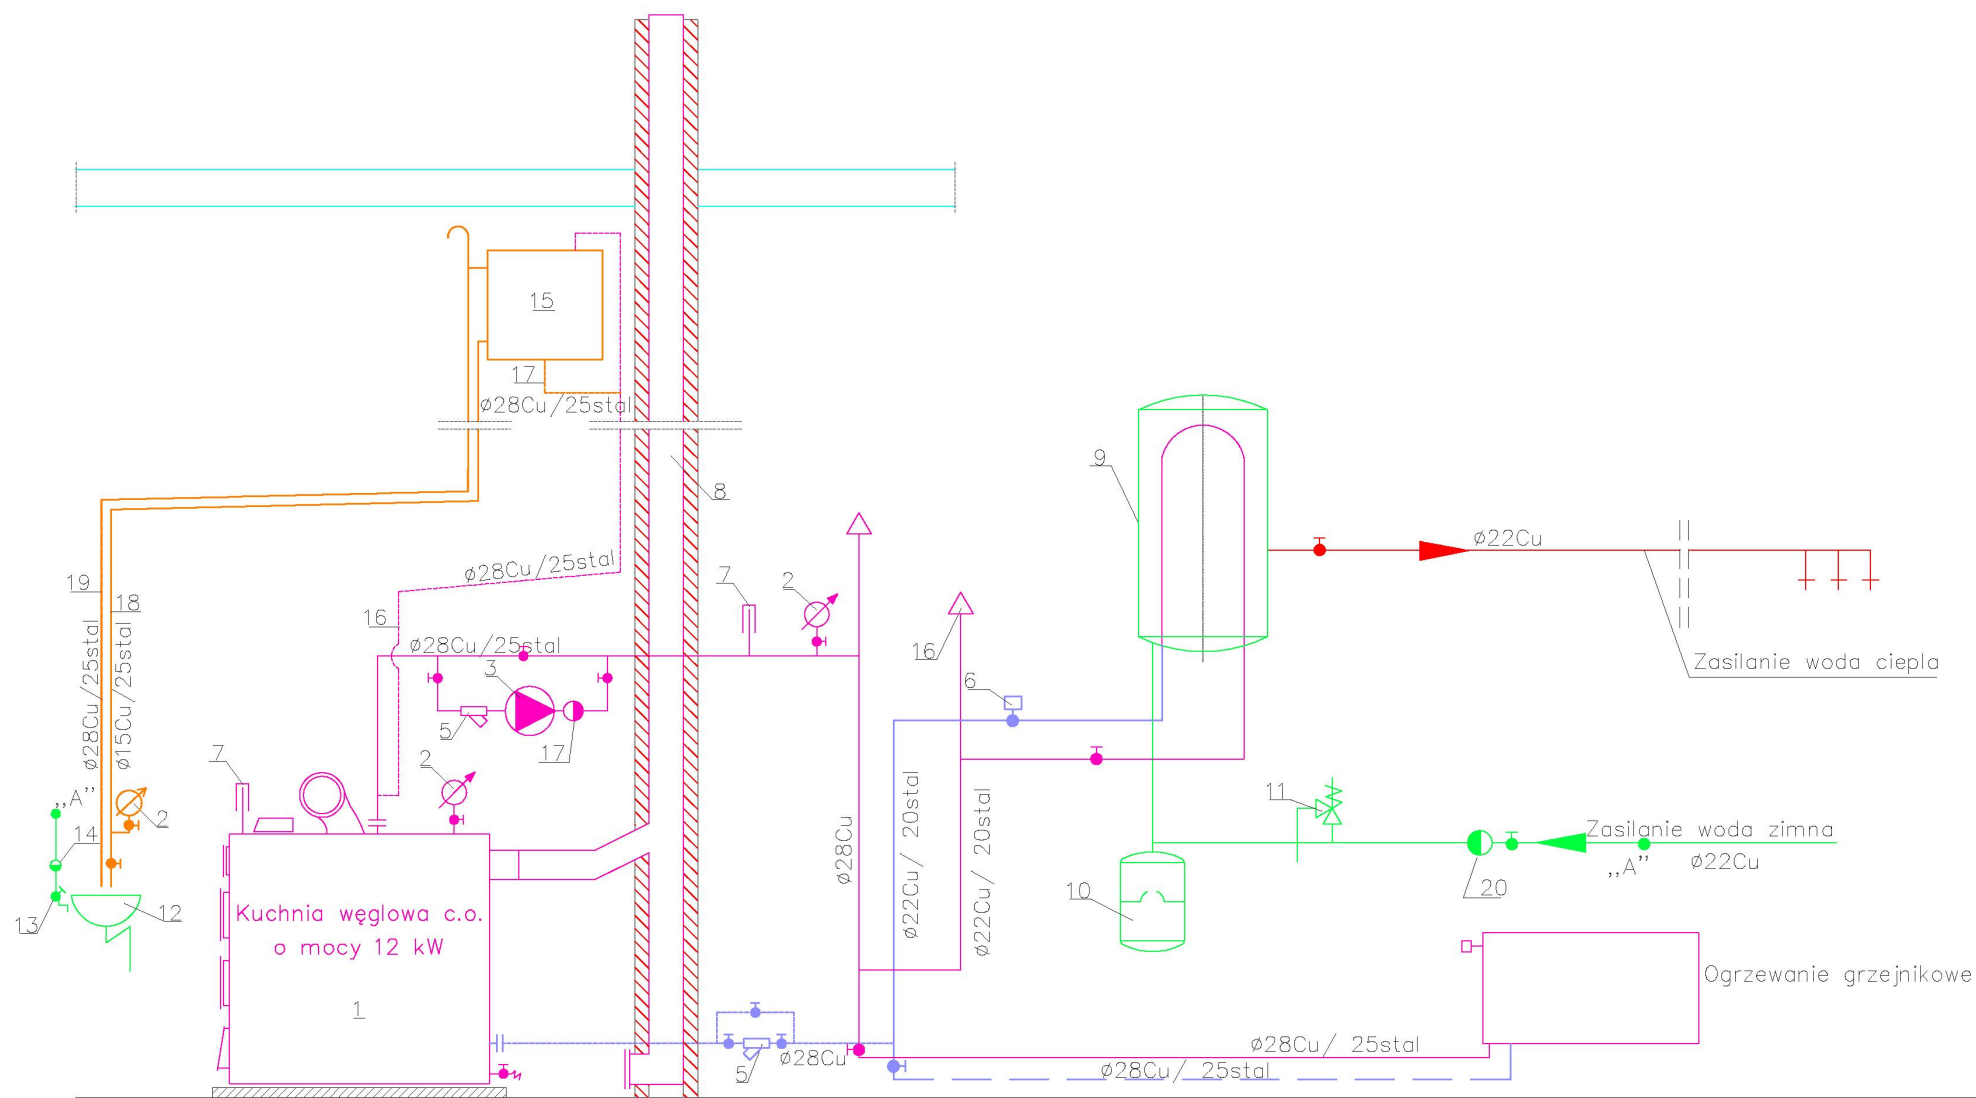 15
17
ø28Cu/25stal
9
8
ø22Cu
Zasilanie woda ciepla
ø28Cu/25stal
19
18
7
2
16
ø28Cu/25stal
3
16
6
5
17
ø28Cu/25stal
ø15Cu/25stal
7
2
„A”
2
14
11
Zasilanie woda zimna
„A”
ø22Cu
ø28Cu
ø22Cu/ 20stal
ø22Cu/ 20stal
20
10
13
12
Kuchnia węglowa c.o.
o mocy 12 kW
1
Ogrzewanie grzejnikowe
ø28Cu
5
ø28Cu/ 25stal
ø28Cu/ 25stal